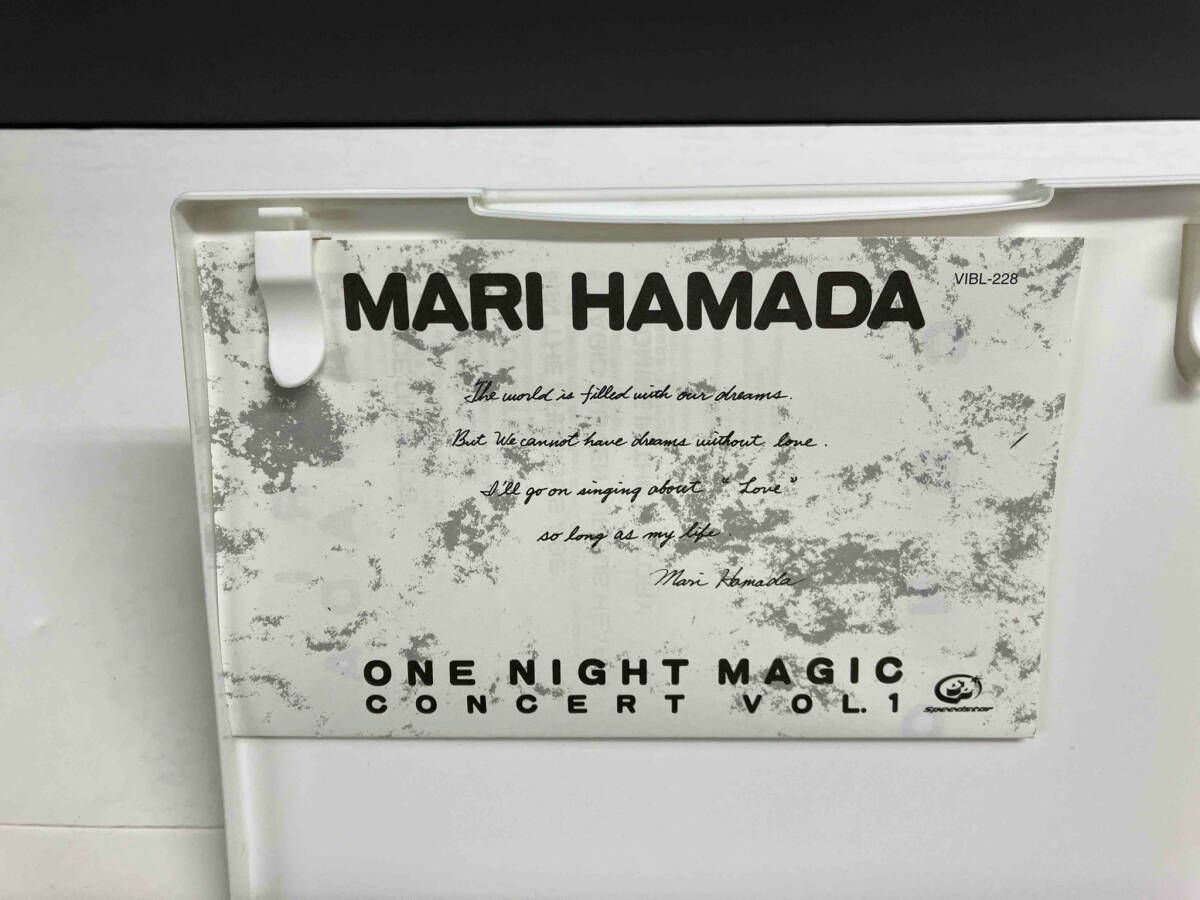 MARI HAMADA
VIBL-228
The world is filled with our dreams.
But We cannot have dreams without love.
I'll go on singing about "Love"
so long as my life.
Mari Hamada
ONE NIGHT MAGIC
CONCERT VOL.1
Speedstar